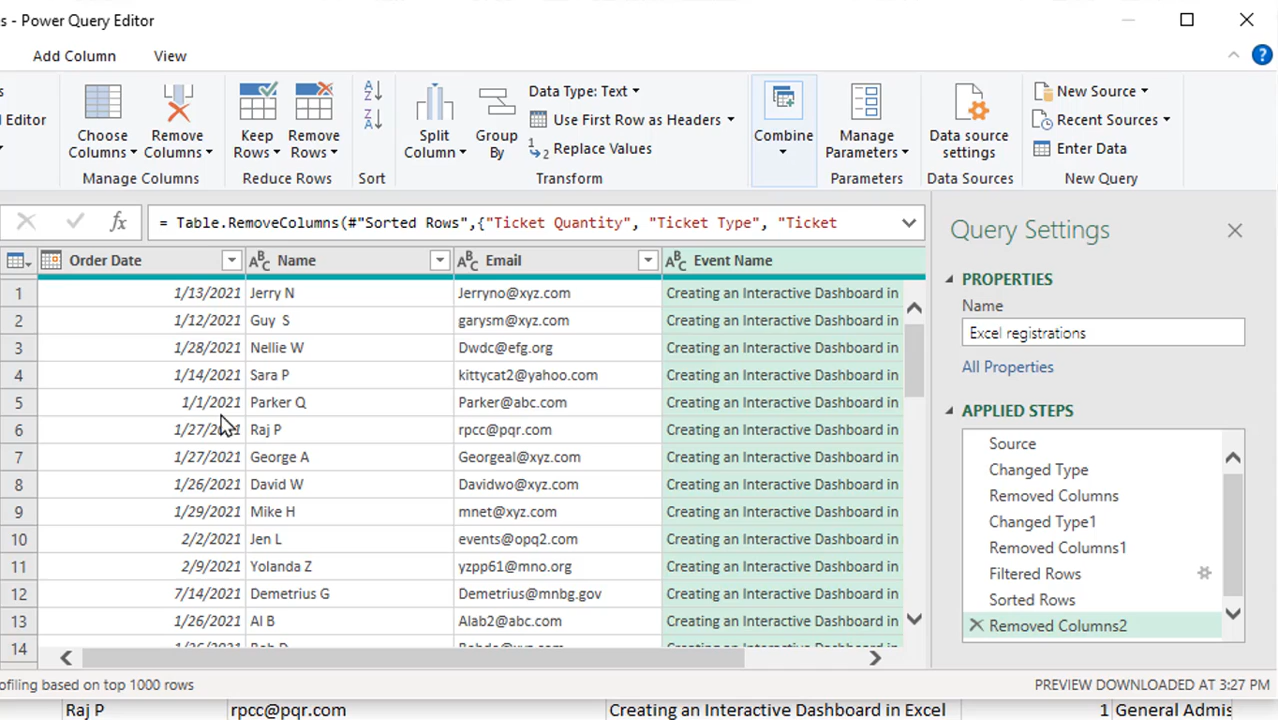 s - Power Query Editor
Add Column View
s
Editor
Choose Columns
Remove Columns
Manage Columns
Keep Rows
Remove Rows
Reduce Rows
Sort
Split Column
Group By
Data Type: Text
Use First Row as Headers
Replace Values
Transform
Combine
Manage Parameters
Parameters
Data source settings
Data Sources
New Source
Recent Sources
Enter Data
New Query
fx = Table.RemoveColumns(#"Sorted Rows",{"Ticket Quantity", "Ticket Type", "Ticket
Order Date ABC Name ABC Email ABC Event Name
1 1/13/2021 Jerry N Jerryno@xyz.com Creating an Interactive Dashboard in
2 1/12/2021 Guy S garysm@xyz.com Creating an Interactive Dashboard in
3 1/28/2021 Nellie W Dwdc@efg.org Creating an Interactive Dashboard in
4 1/14/2021 Sara P kittycat2@yahoo.com Creating an Interactive Dashboard in
5 1/1/2021 Parker Q Parker@abc.com Creating an Interactive Dashboard in
6 1/27/2021 Raj P rpcc@pqr.com Creating an Interactive Dashboard in
7 1/27/2021 George A Georgeal@xyz.com Creating an Interactive Dashboard in
8 1/26/2021 David W Davidwo@xyz.com Creating an Interactive Dashboard in
9 1/29/2021 Mike H mnet@xyz.com Creating an Interactive Dashboard in
10 2/2/2021 Jen L events@opq2.com Creating an Interactive Dashboard in
11 2/9/2021 Yolanda Z yzpp61@mno.org Creating an Interactive Dashboard in
12 7/14/2021 Demetrius G Demetrius@mnbg.gov Creating an Interactive Dashboard in
13 1/26/2021 Al B Alab2@abc.com Creating an Interactive Dashboard in
14
Query Settings
PROPERTIES
Name
Excel registrations
All Properties
APPLIED STEPS
Source
Changed Type
Removed Columns
Changed Type1
Removed Columns1
Filtered Rows
Sorted Rows
Removed Columns2
ofiling based on top 1000 rows PREVIEW DOWNLOADED AT 3:27 PM
Raj P rpcc@pqr.com Creating an Interactive Dashboard in Excel 1 General Admis